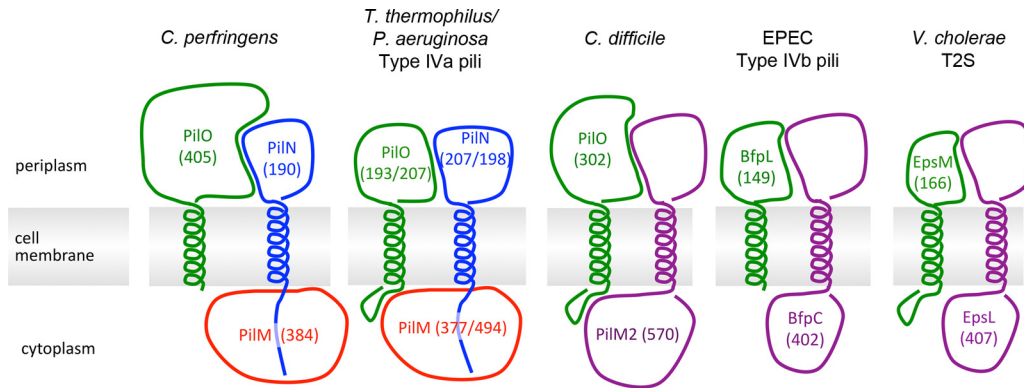 C. perfringens
T. thermophilus/
P. aeruginosa
Type IVa pili
C. difficile
EPEC
Type IVb pili
V. cholerae
T2S
periplasm
cell
membrane
cytoplasm
PilO
(405)
PilN
(190)
PilM (384)
PilO
(193/207)
PilN
(207/198)
PilM (377/494)
PilO
(302)
PilM2 (570)
BfpL
(149)
BfpC
(402)
EpsM
(166)
EpsL
(407)